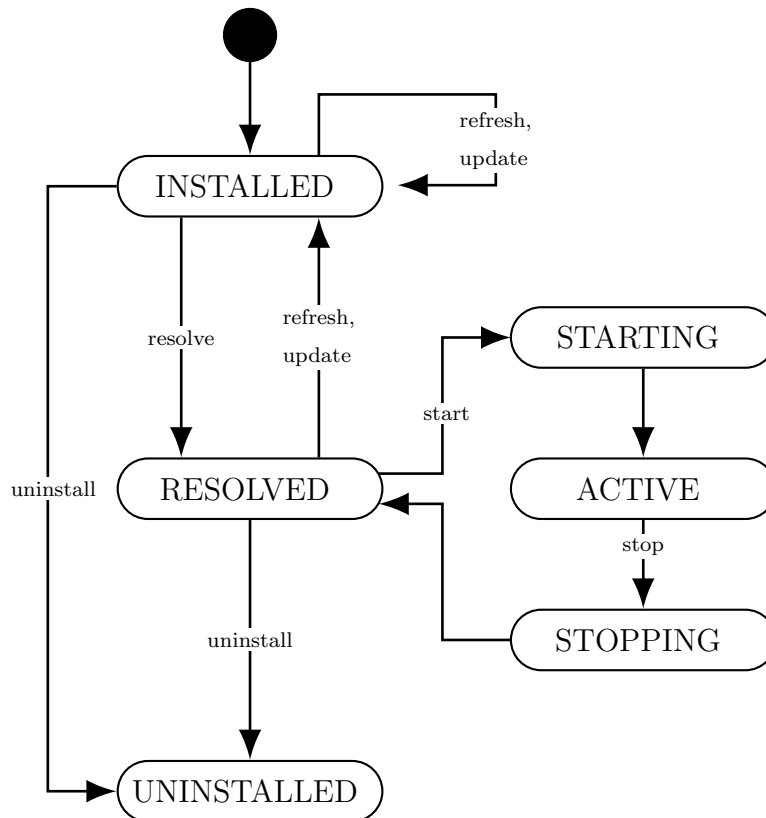 refresh,
update
INSTALLED
resolve
refresh,
update
STARTING
start
uninstall
RESOLVED
ACTIVE
stop
uninstall
STOPPING
UNINSTALLED